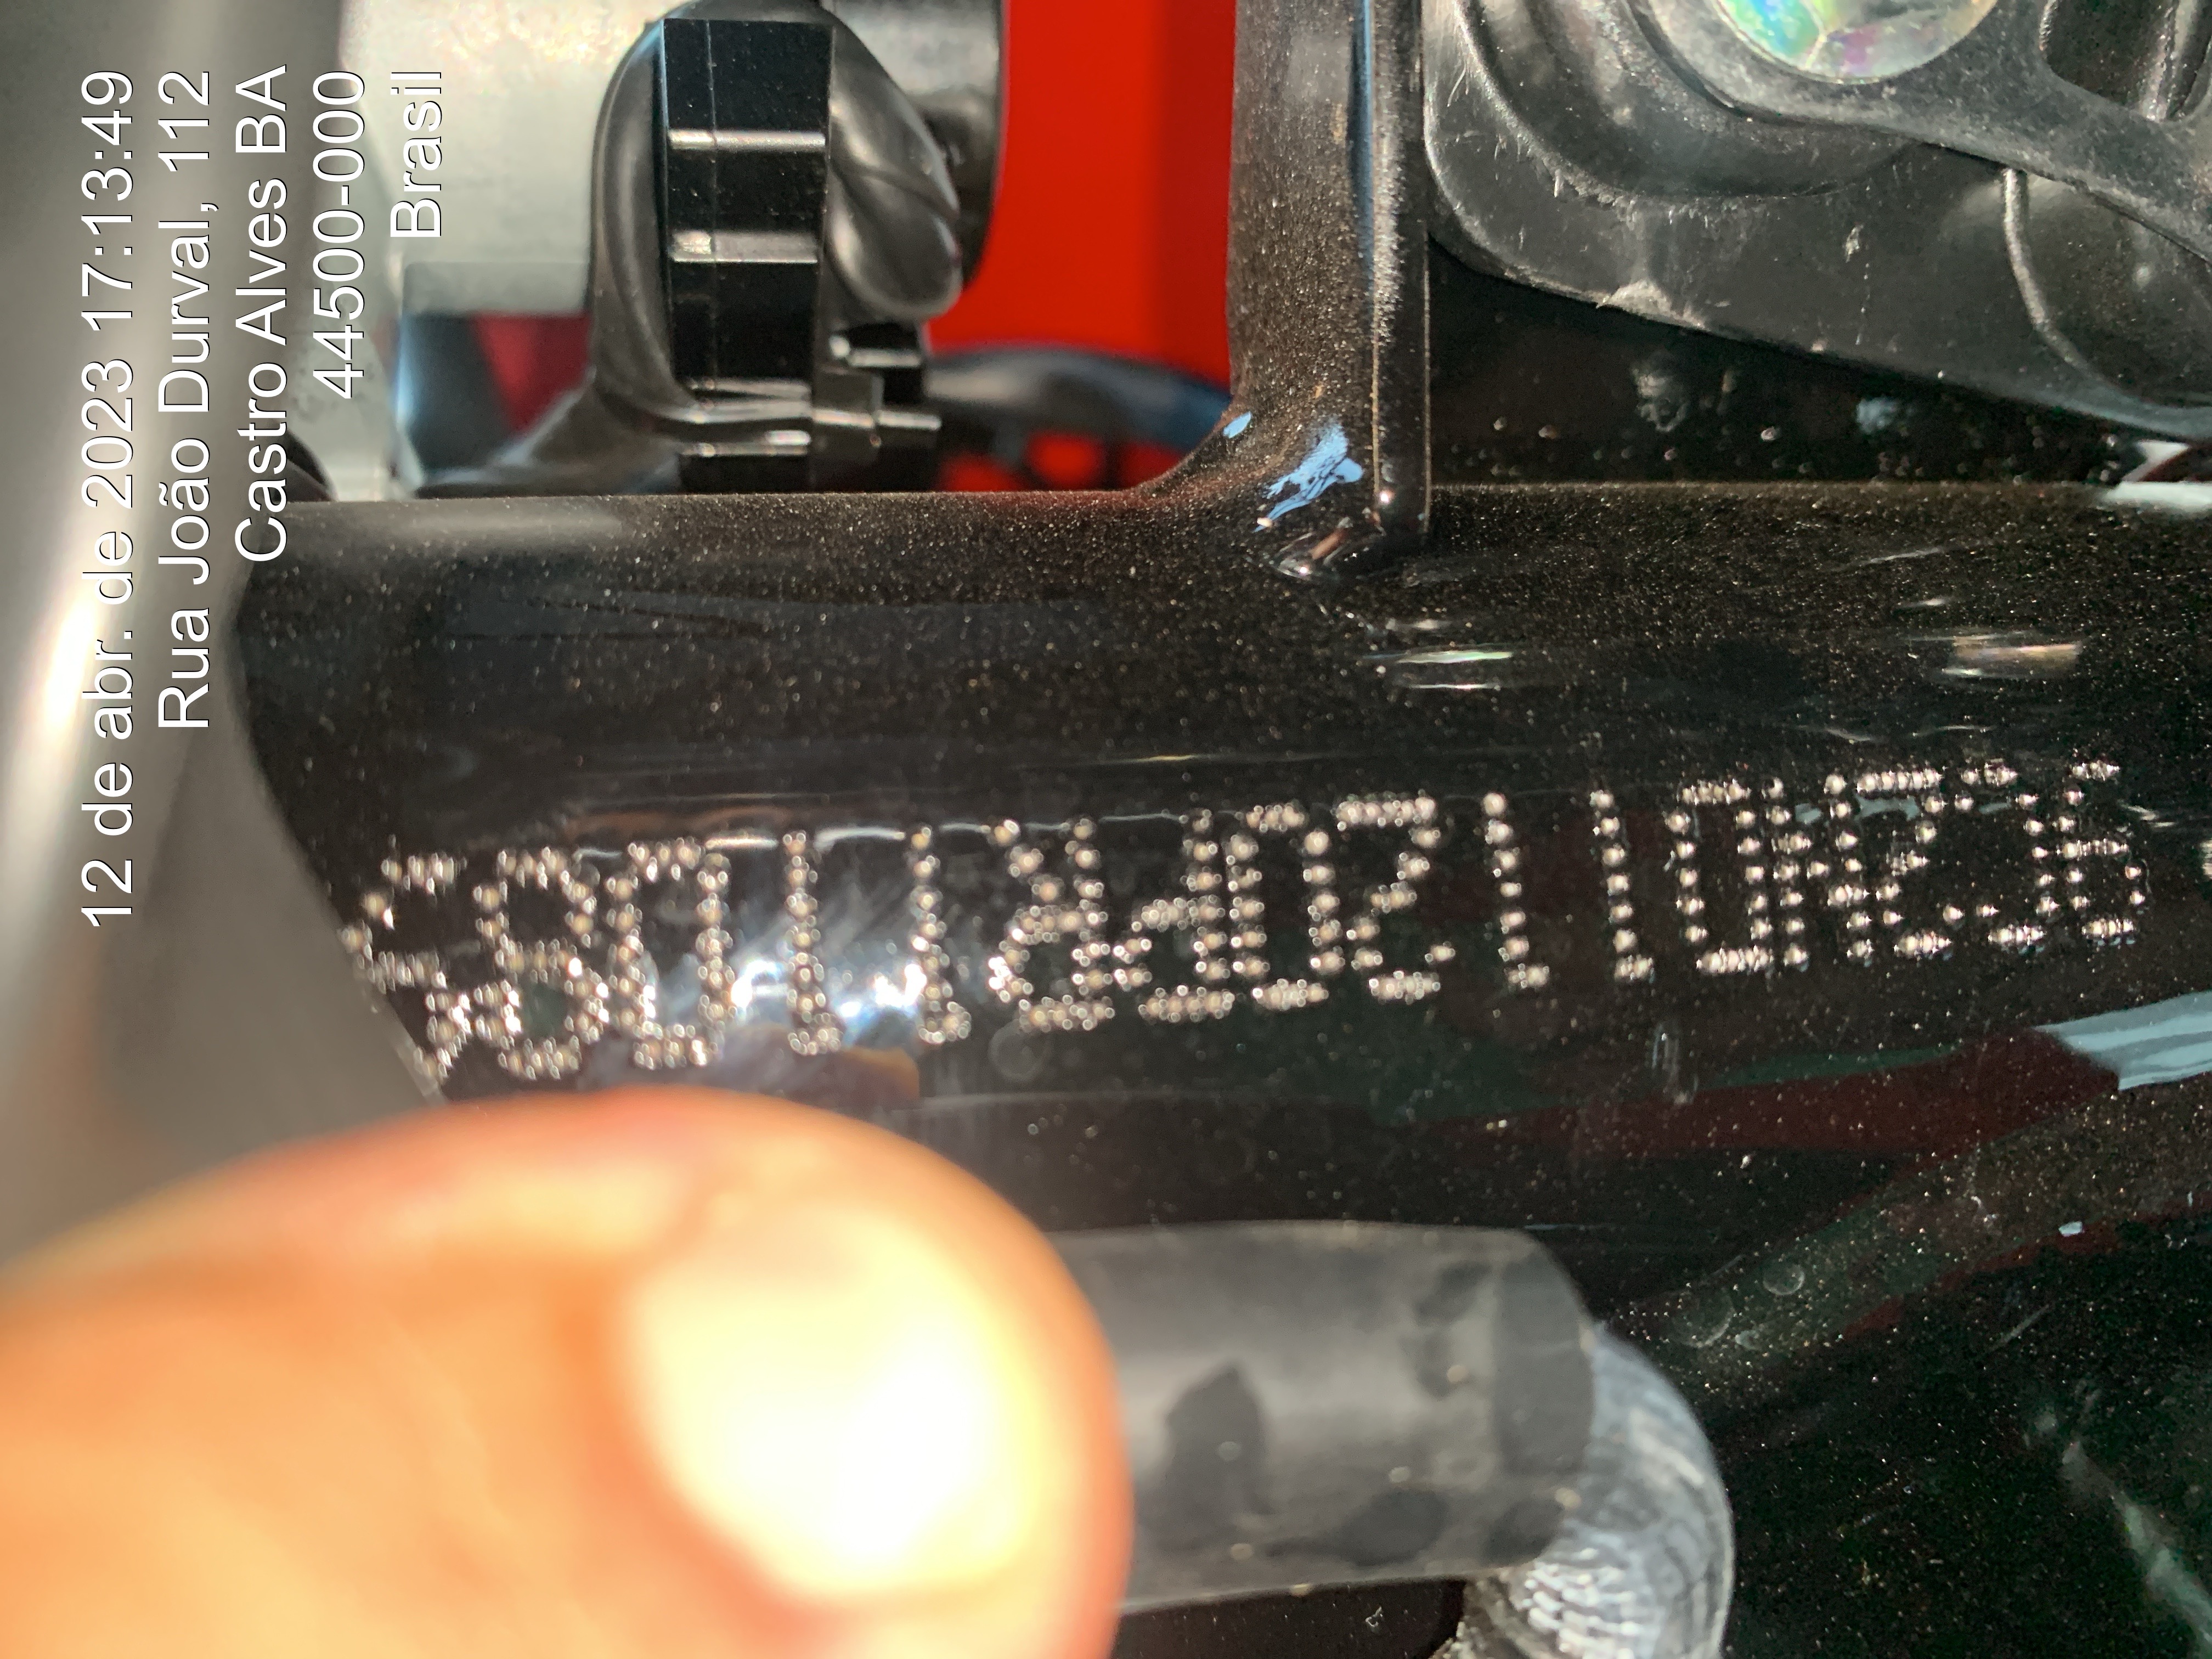 12 de abr. de 2023 17:13:49
Rua João Durval, 112
Castro Alves BA
44500-000
Brasil